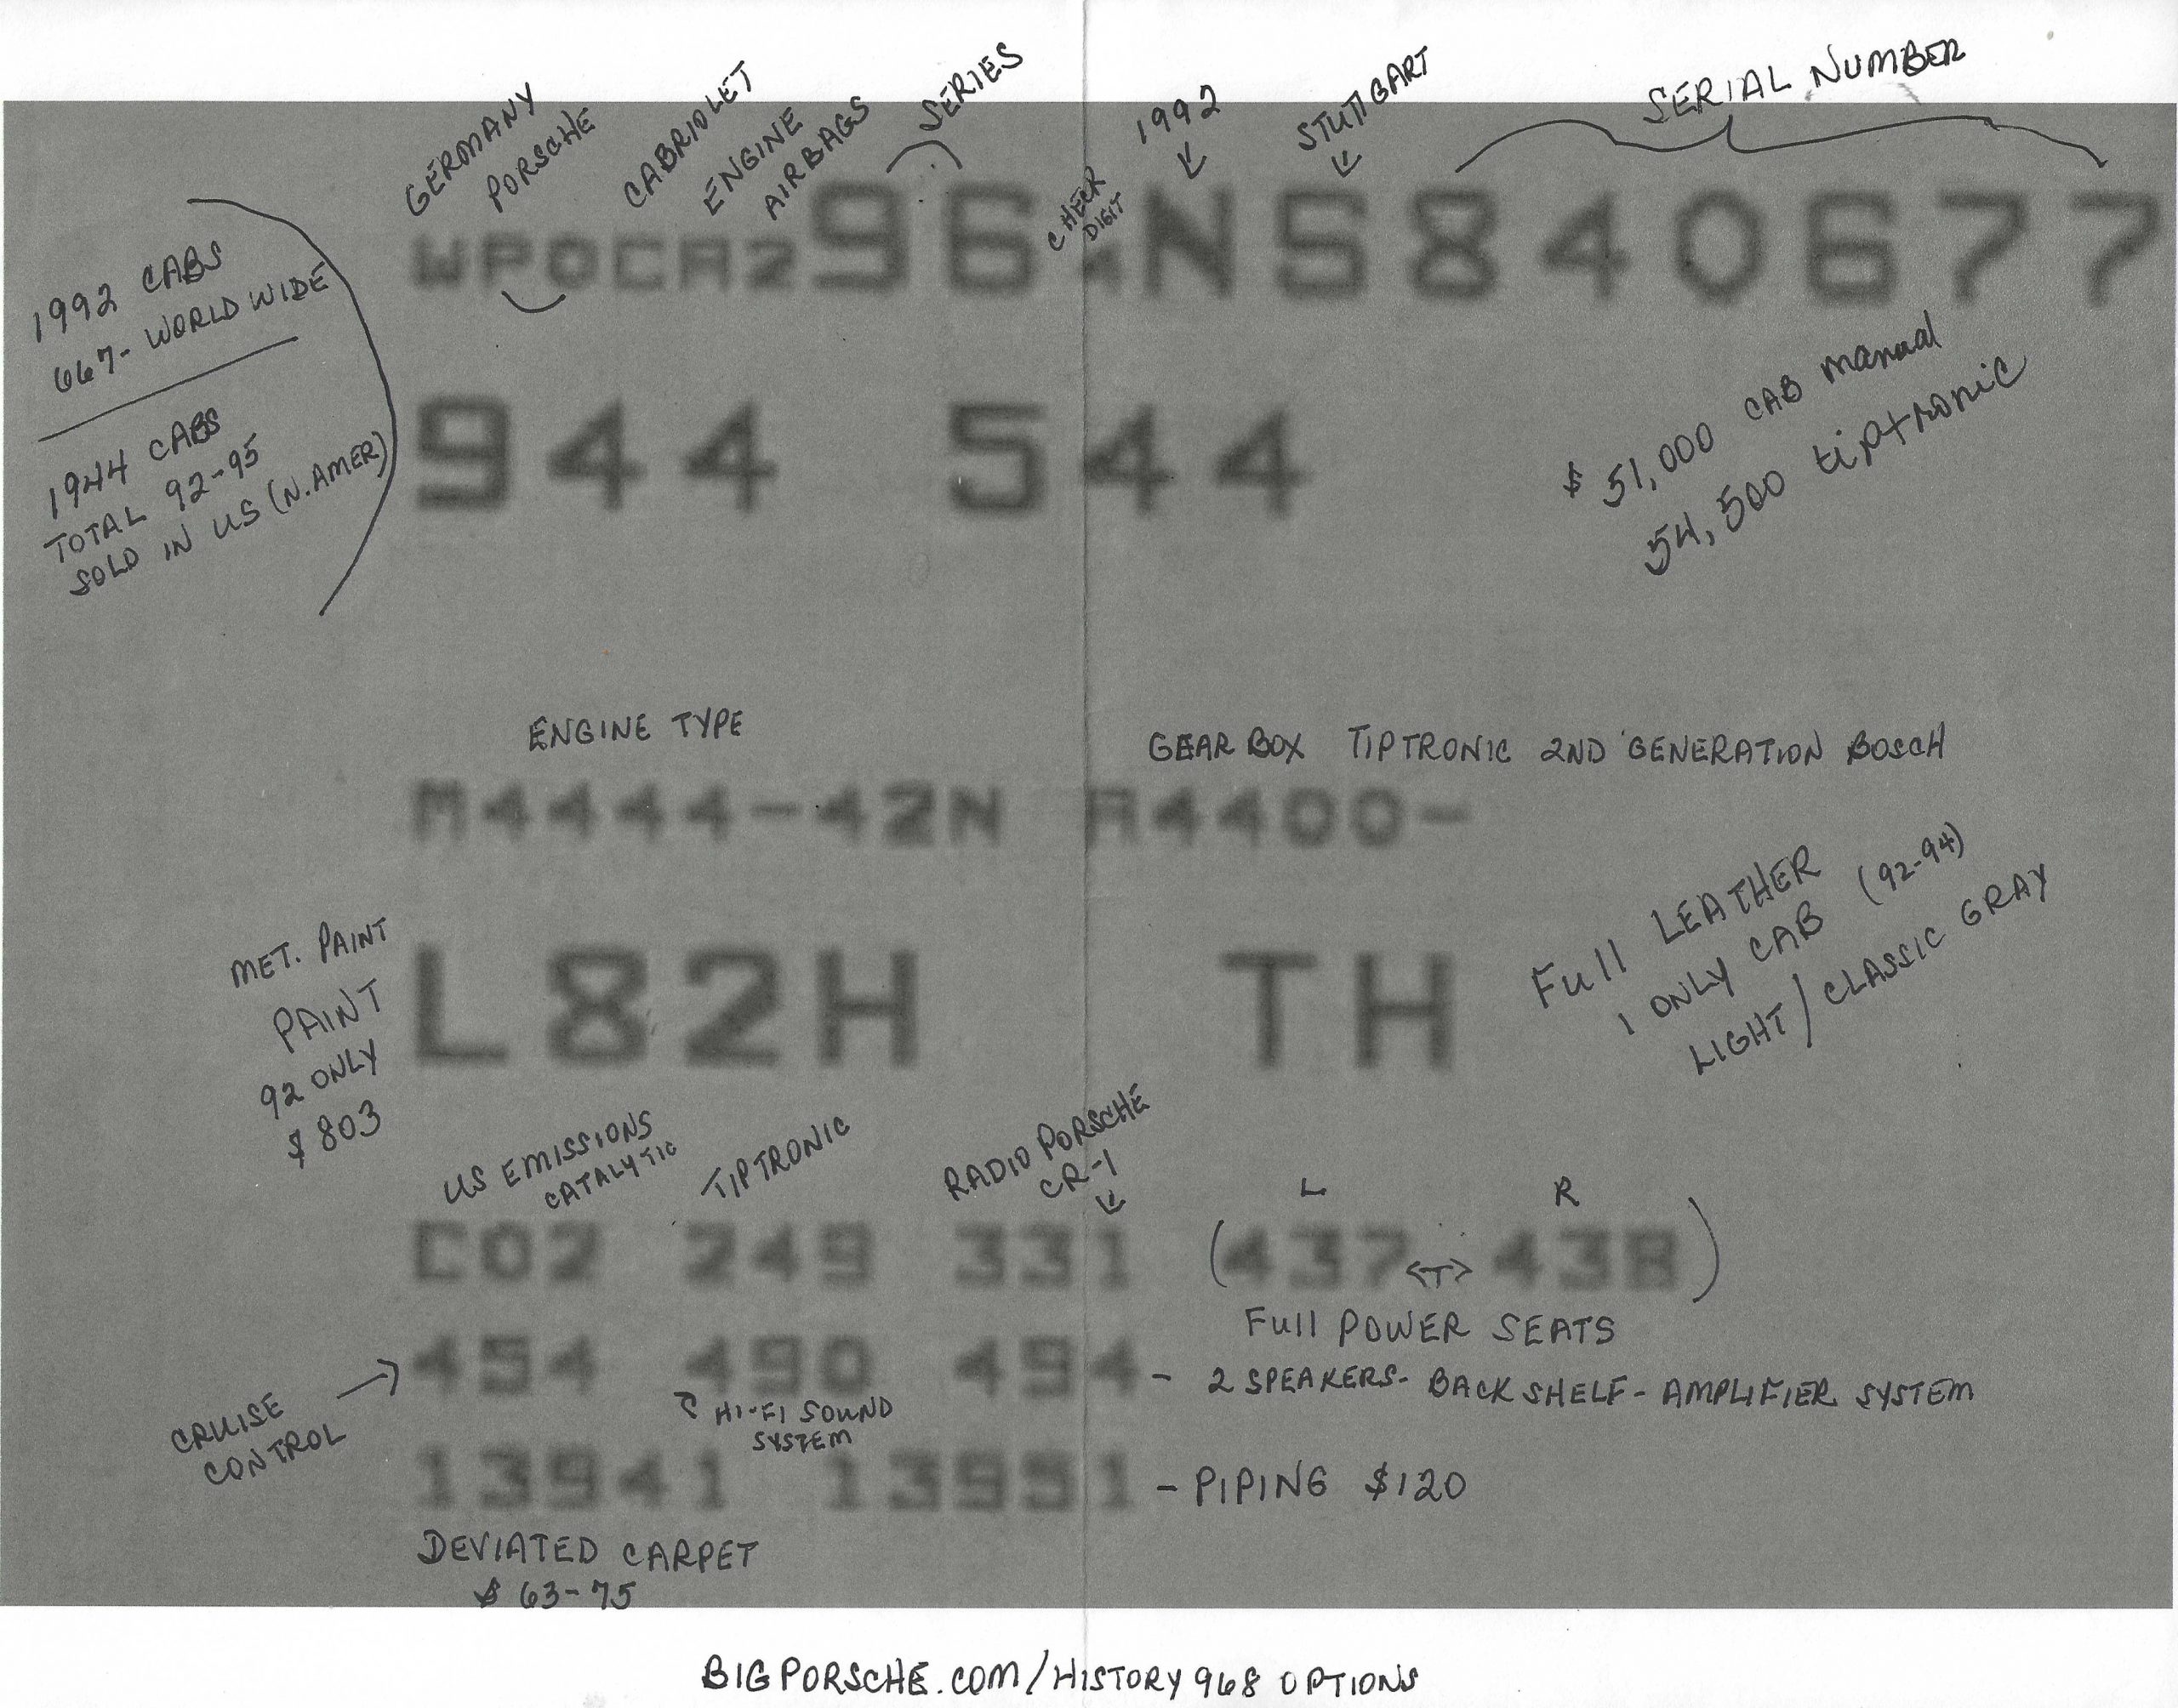 GERMANY
PORSCHE
CABRIOLET
ENGINE
AIRBAGS
SERIES
CHECK
DIGIT
1992
STUTTGART
SERIAL NUMBER
WP0CA296 NS840677
1992 CABS
667- WORLD WIDE
1944 CABS
TOTAL 92-95
SOLD IN US (N.AMER)
944 544
$ 51,000 CAB manual
54,500 tiptronic
ENGINE TYPE
GEAR BOX TIPTRONIC 2ND GENERATION BOSCH
M4444-42N A4400-
MET. PAINT
PAINT
92 ONLY
$ 803
L82H TH
Full LEATHER
1 ONLY CAB (92-94)
LIGHT/CLASSIC GRAY
US EMISSIONS
CATALYTIC
TIPTRONIC
RADIO PORSCHE
CR-1
L R
C02 249 331 (437 <T> 438)
Full POWER SEATS
CRUISE
CONTROL
454 490 494 - 2 SPEAKERS- BACK SHELF- AMPLIFIER SYSTEM
HI-FI SOUND
SYSTEM
13941 13951 - PIPING $120
DEVIATED CARPET
$ 63-75
BIGPORSCHE.COM/HISTORY968 OPTIONS